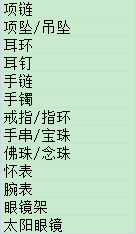 项链
项坠/吊坠
耳环
耳钉
手链
手镯
戒指/指环
手串/宝珠
佛珠/念珠
怀表
腕表
眼镜架
太阳眼镜